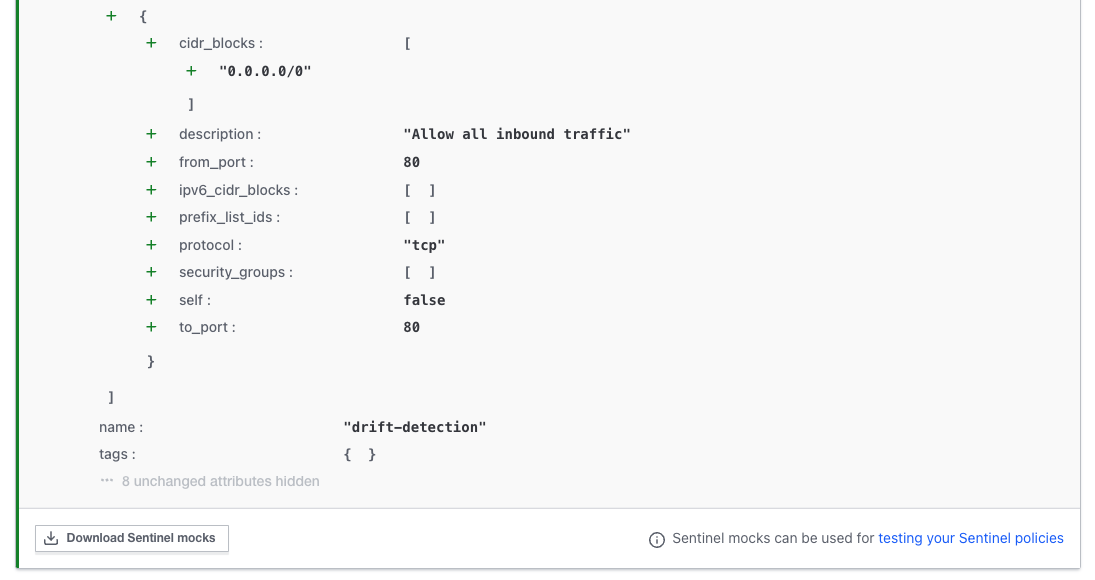 + {
+ cidr_blocks : [
+ "0.0.0.0/0"
]
+ description : "Allow all inbound traffic"
+ from_port : 80
+ ipv6_cidr_blocks : [ ]
+ prefix_list_ids : [ ]
+ protocol : "tcp"
+ security_groups : [ ]
+ self : false
+ to_port : 80
}
]
name : "drift-detection"
tags : { }
··· 8 unchanged attributes hidden
Download Sentinel mocks
Sentinel mocks can be used for testing your Sentinel policies